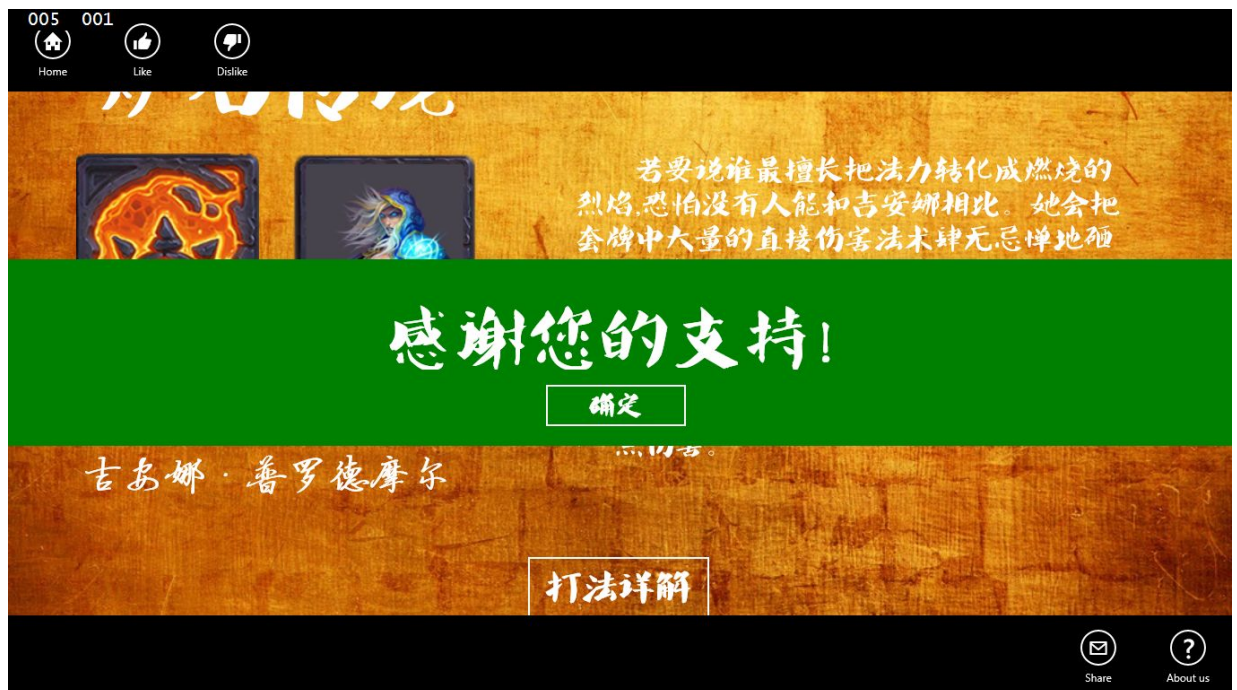 005 001
Home Like Dislike
若要说谁最擅长把法力转化成燃烧的
烈焰,恐怕没有人能和吉安娜相比。她会把
套牌中大量的直接伤害法术肆无忌惮地砸
感谢您的支持!
确定
点伤害。
吉安娜·普罗德摩尔
打法详解
Share About us